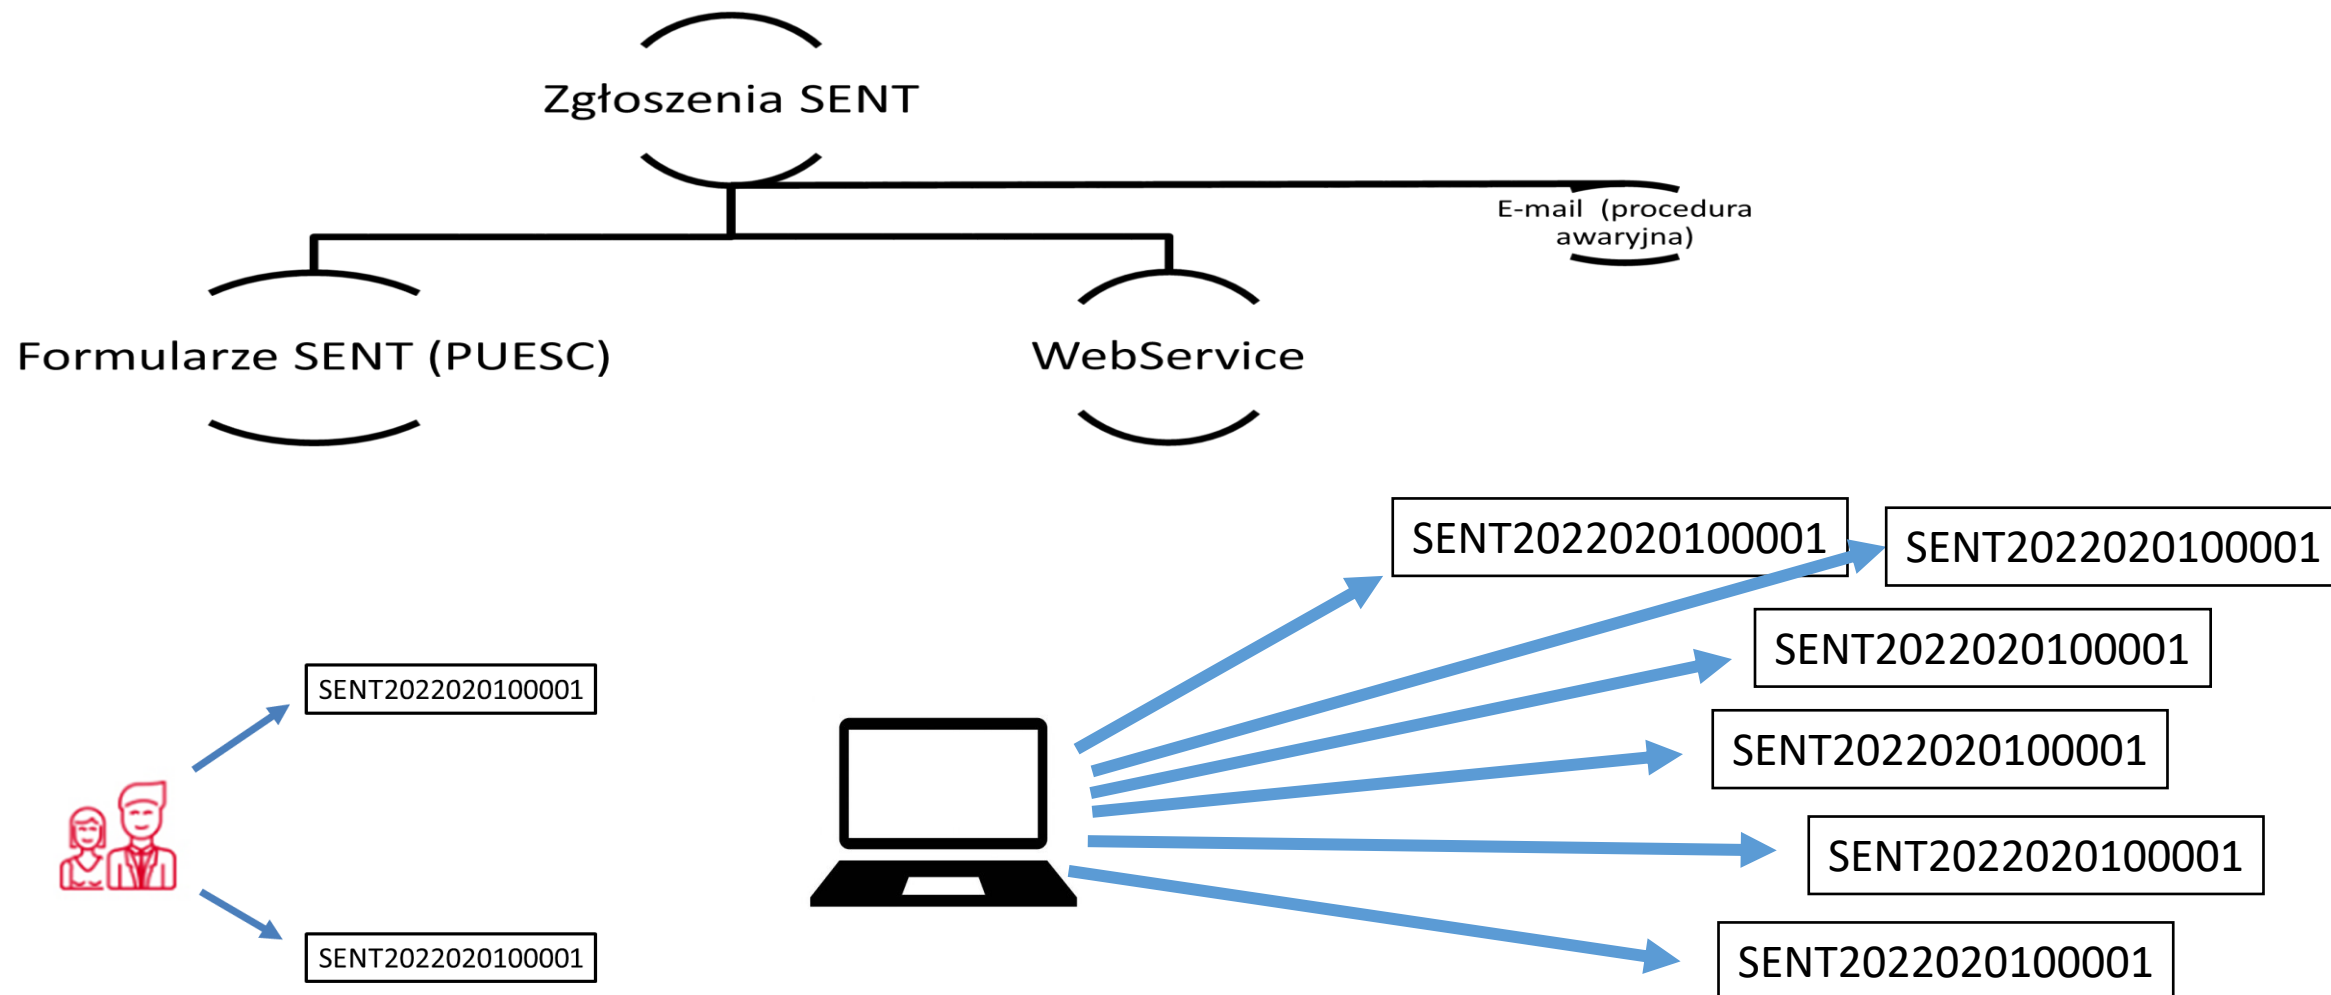 Zgłoszenia SENT
E-mail (procedura
awaryjna)
Formularze SENT (PUESC)
WebService
SENT2022020100001
SENT2022020100001
SENT2022020100001
SENT2022020100001
SENT2022020100001
SENT2022020100001
SENT2022020100001
SENT2022020100001